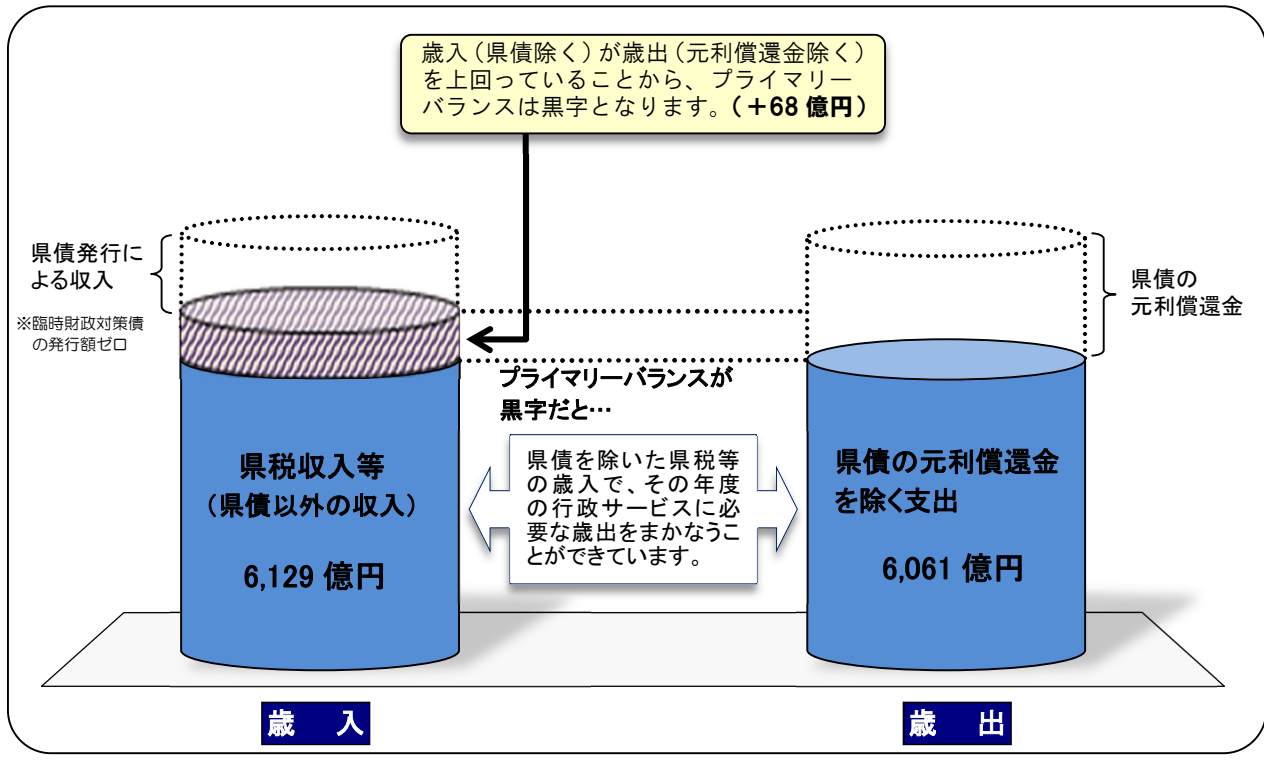 歳入（県債除く）が歳出（元利償還金除く）
を上回っていることから、プライマリー
バランスは黒字となります。（＋68 億円）
県債発行に
よる収入
※臨時財政対策債
の発行額ゼロ
県債の
元利償還金
プライマリーバランスが
黒字だと…
県税収入等
（県債以外の収入）
6,129 億円
県債を除いた県税等
の歳入で、その年度
の行政サービスに必
要な歳出をまかなうこ
とができています。
県債の元利償還金
を除く支出
6,061 億円
歳　入
歳　出